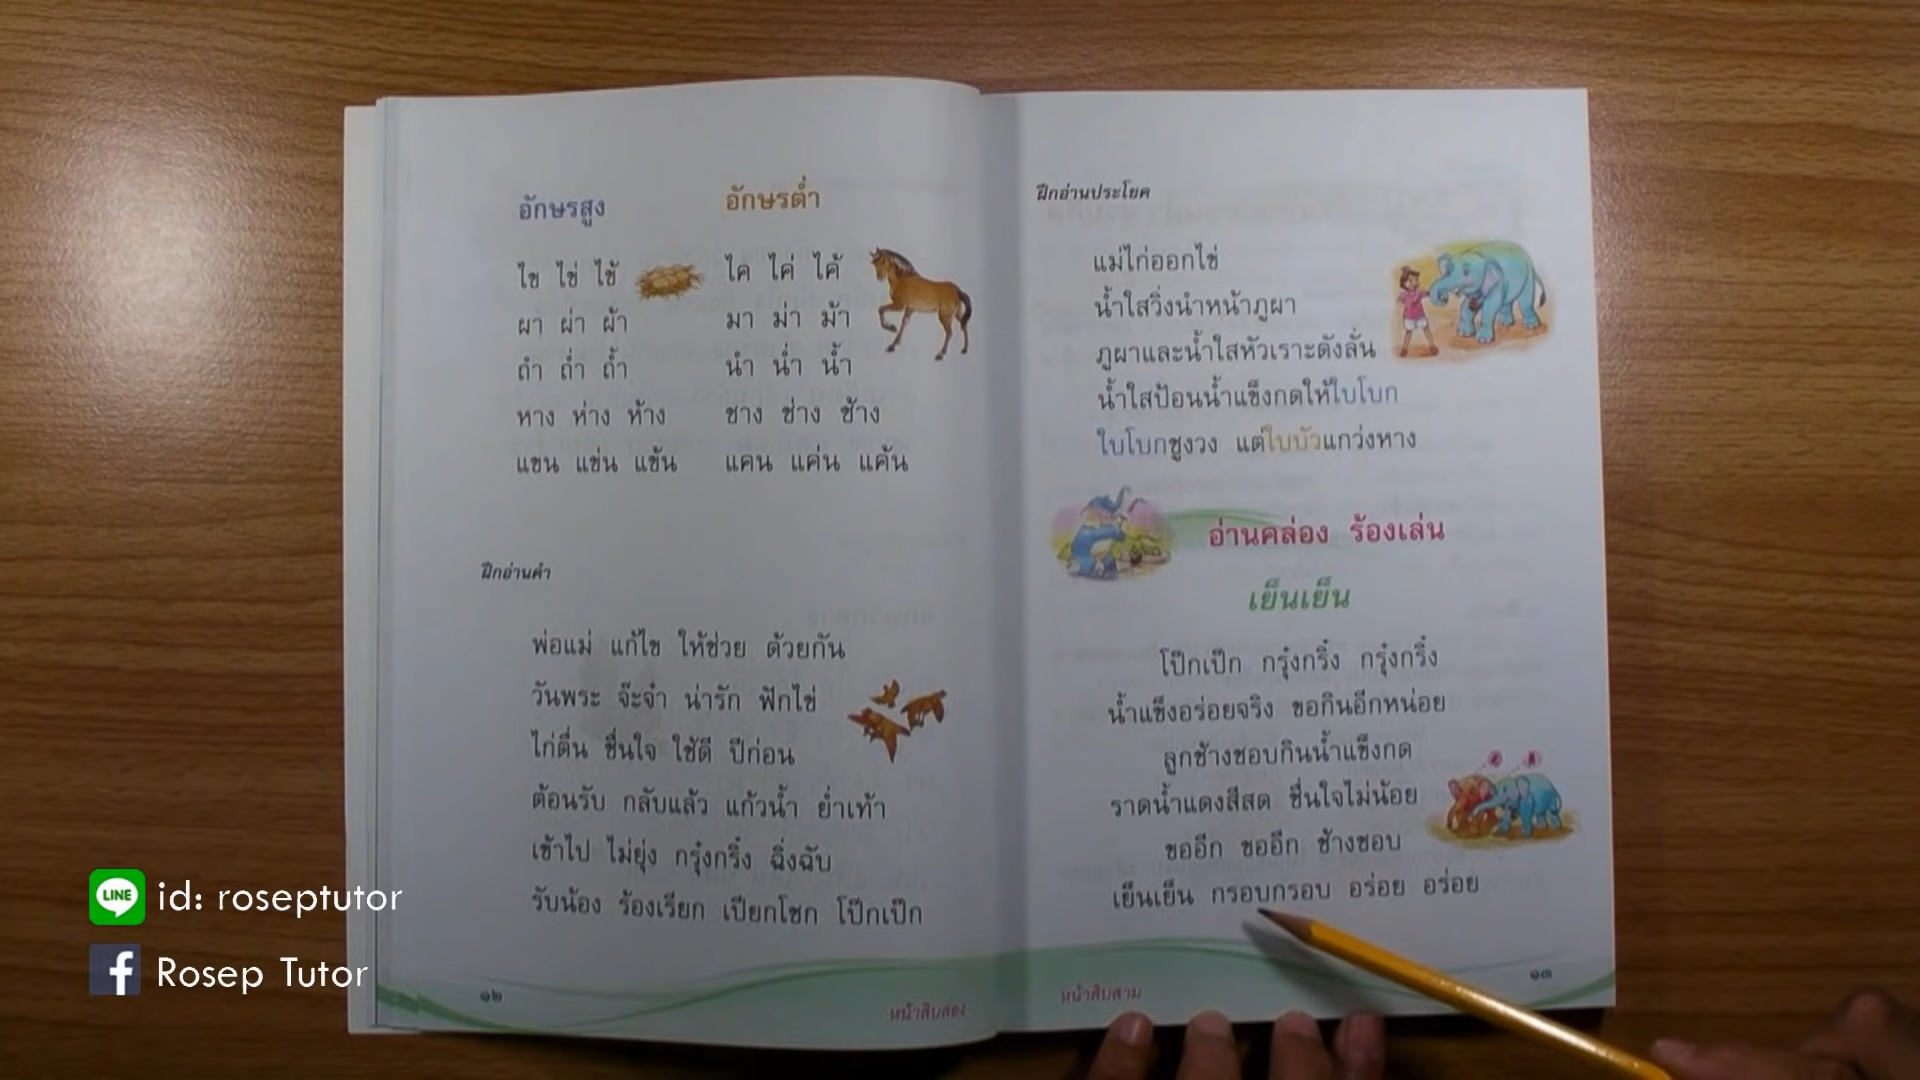 อักษรสูง อักษรต่ำ
ไข ไข่ ไข้ ไค ไค่ ไค้
ผา ผ่า ผ้า มา ม่า ม้า
ถำ ถ่ำ ถ้ำ นำ น่ำ น้ำ
หาง ห่าง ห้าง ชาง ช่าง ช้าง
แขน แข่น แข้น แคน แค่น แค้น
ฝึกอ่านคำ
พ่อแม่ แก้ไข ให้ช่วย ด้วยกัน
วันพระ จ๊ะจ๋า น่ารัก ฟักไข่
ไก่ตื่น ชื่นใจ ใช้ดี ปีก่อน
ต้อนรับ กลับแล้ว แก้วน้ำ ย่ำเท้า
เข้าไป ไม่ยุ่ง กรุ๋งกริ๋ง ฉิ่งฉับ
รับน้อง ร้องเรียก เปียกโชก โป๊กเป๊ก
๑๒
หน้าสิบสอง
ฝึกอ่านประโยค
แม่ไก่ออกไข่
น้ำใสวิ่งนำหน้าภูผา
ภูผาและน้ำใสหัวเราะดังลั่น
น้ำใสป้อนน้ำแข็งกดให้ใบโบก
ใบโบกชูงวง แต่ใบบัวแกว่งหาง
อ่านคล่อง ร้องเล่น
เย็นเย็น
โป๊กเป๊ก กรุ๋งกริ๋ง กรุ๋งกริ๋ง
น้ำแข็งอร่อยจริง ขอกินอีกหน่อย
ลูกช้างชอบกินน้ำแข็งกด
ราดน้ำแดงสีสด ชื่นใจไม่น้อย
ขออีก ขออีก ช้างชอบ
เย็นเย็น กรอบกรอบ อร่อย อร่อย
หน้าสิบสาม
๑๓
LINE id: roseptutor
f Rosep Tutor